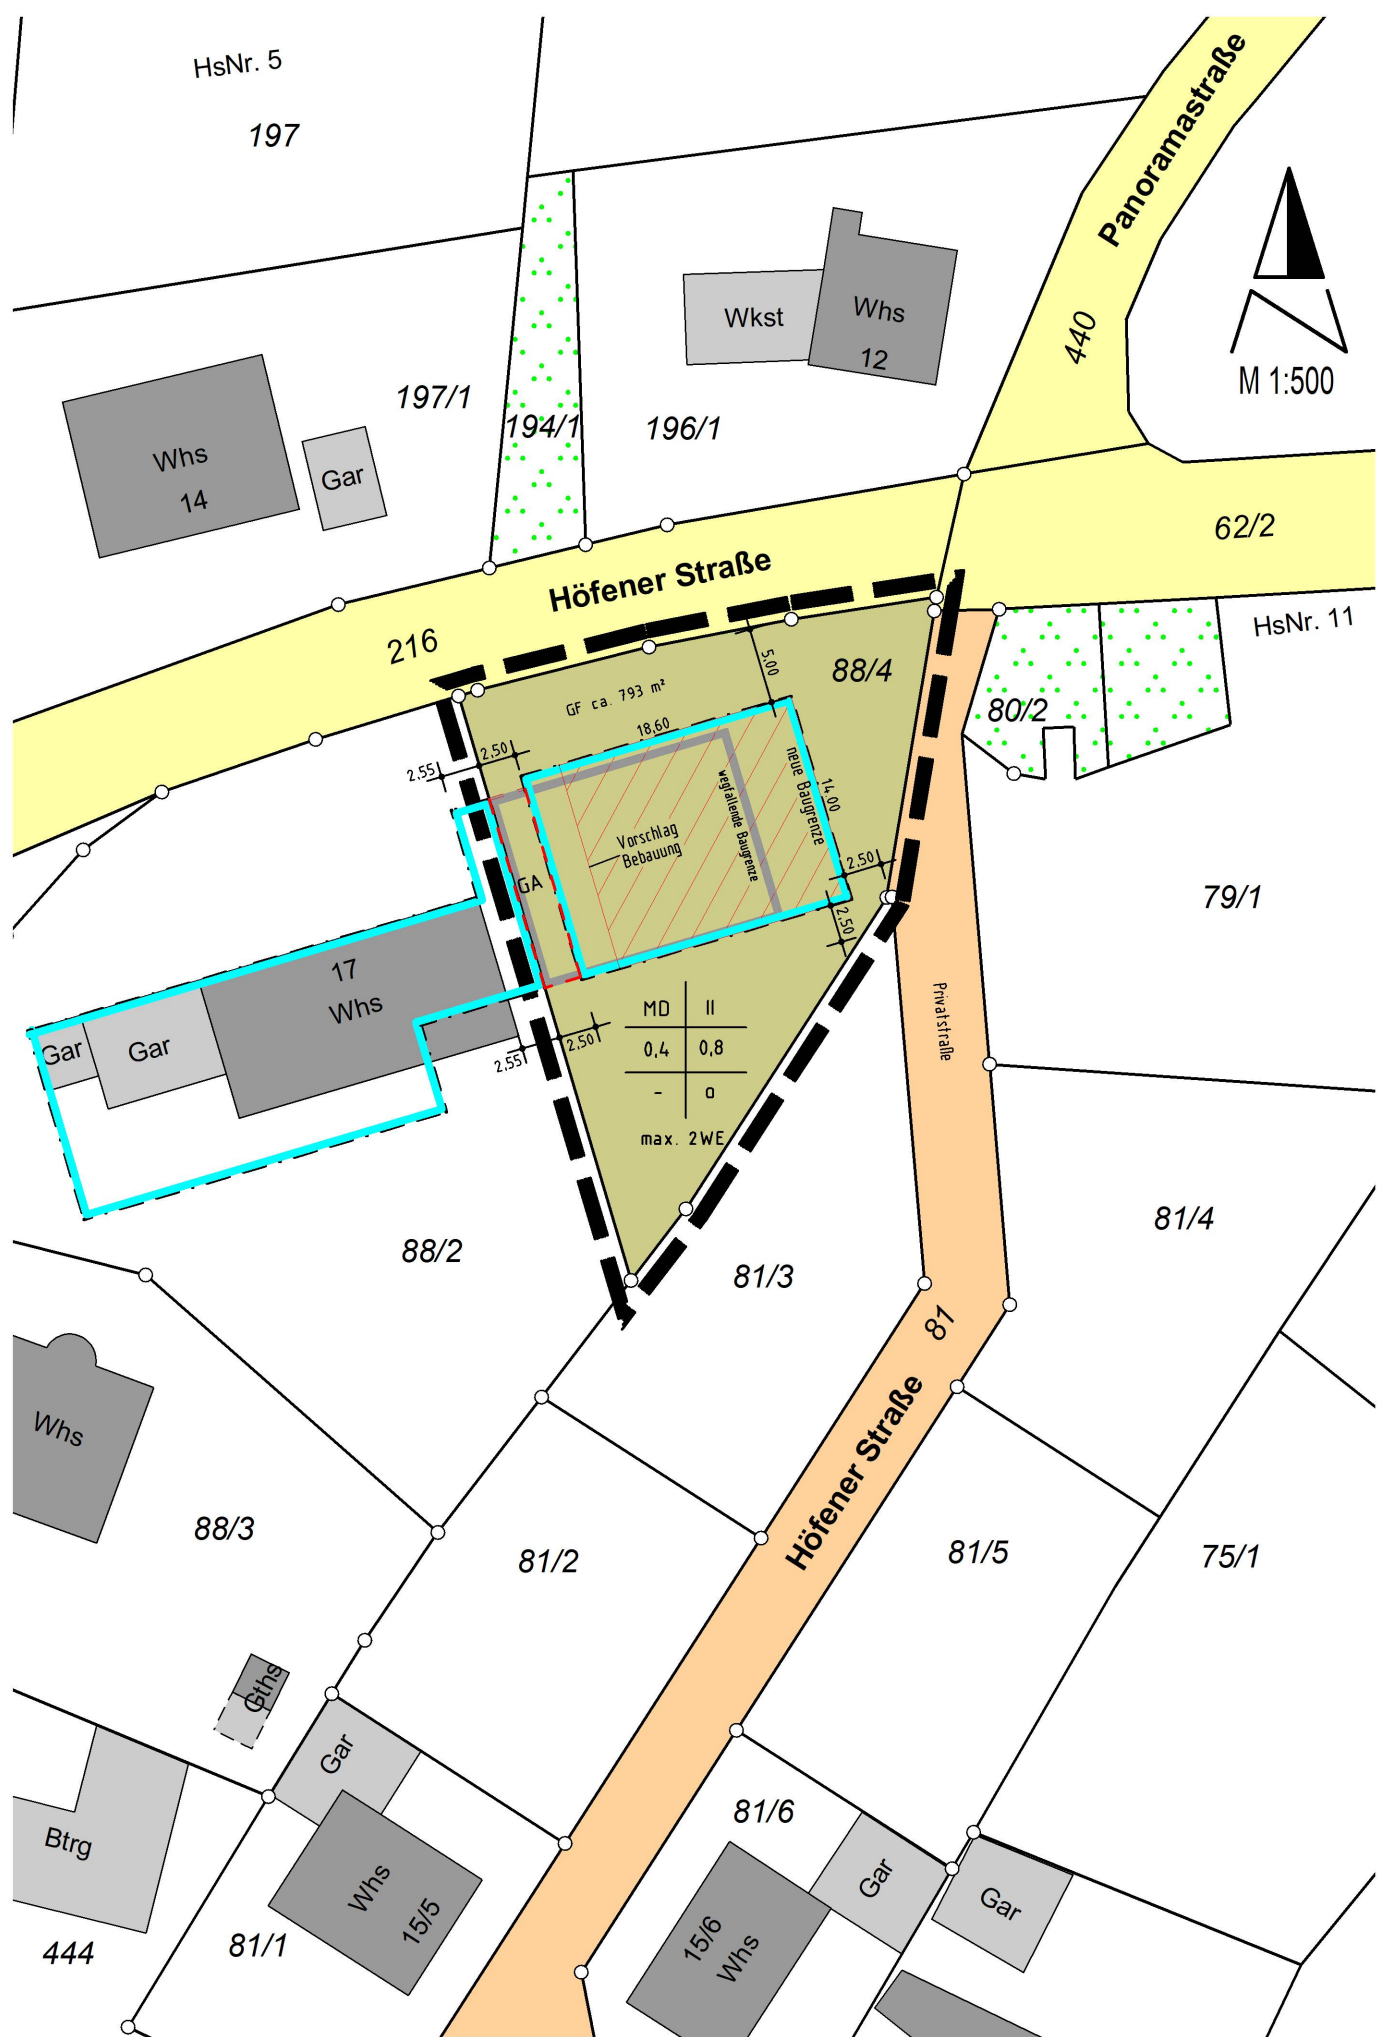 HsNr. 5
197
Panoramastraße
440
M 1:500
Wkst
Whs
12
197/1
194/1
196/1
Whs
14
Gar
62/2
Höfener Straße
216
HsNr. 11
88/4
5.00
GF ca. 793 m²
80/2
18,60
2,50
2.55
neue Baugrenze
14,00
wegfallende Baugrenze
Vorschlag
Bebauung
GA
2.50
2,50
79/1
17
Whs
Gar
Gar
Privatstraße
MD II
0,4 0,8
- o
max. 2WE
2,50
2,55
81/4
88/2
81/3
81
Höfener Straße
Whs
88/3
81/2
81/5
75/1
Gths
Gar
81/6
Btrg
Whs
15/5
Gar
Gar
15/6
Whs
444
81/1